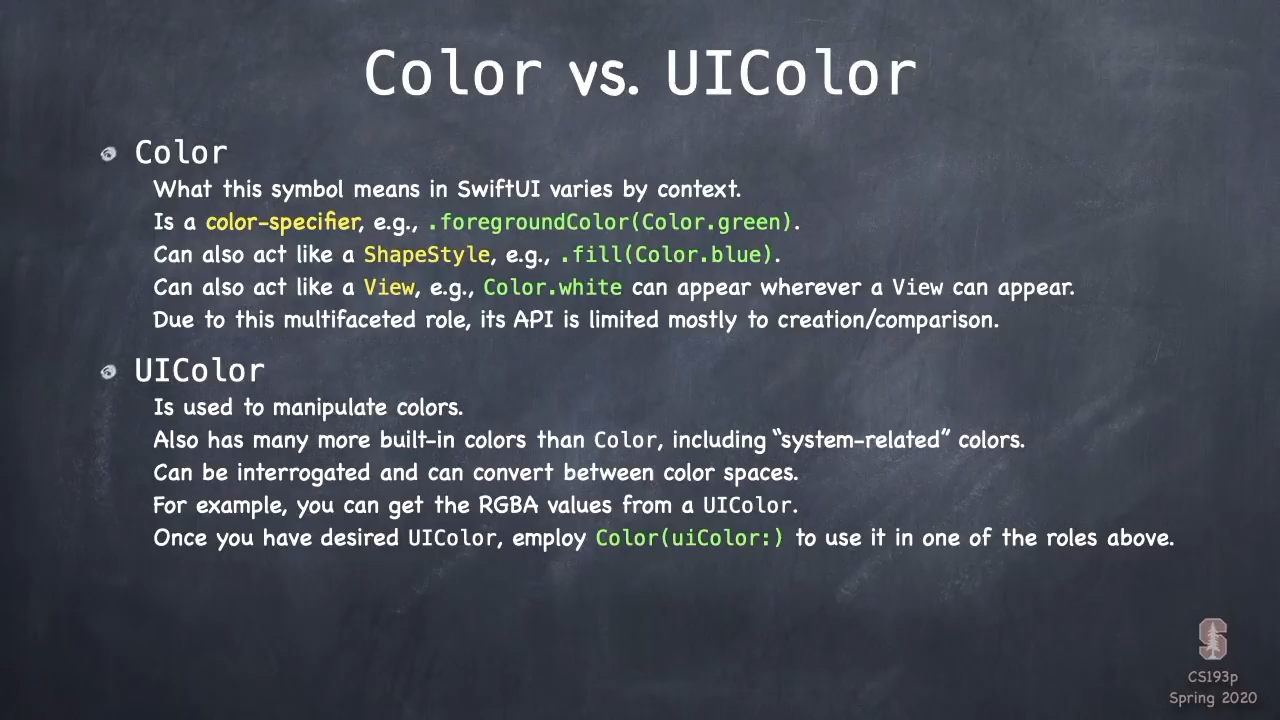 Color vs. UIColor
Color
What this symbol means in SwiftUI varies by context.
Is a color-specifier, e.g., .foregroundColor(Color.green).
Can also act like a ShapeStyle, e.g., .fill(Color.blue).
Can also act like a View, e.g., Color.white can appear wherever a View can appear.
Due to this multifaceted role, its API is limited mostly to creation/comparison.
UIColor
Is used to manipulate colors.
Also has many more built-in colors than Color, including “system-related” colors.
Can be interrogated and can convert between color spaces.
For example, you can get the RGBA values from a UIColor.
Once you have desired UIColor, employ Color(uiColor:) to use it in one of the roles above.
S
CS193p
Spring 2020